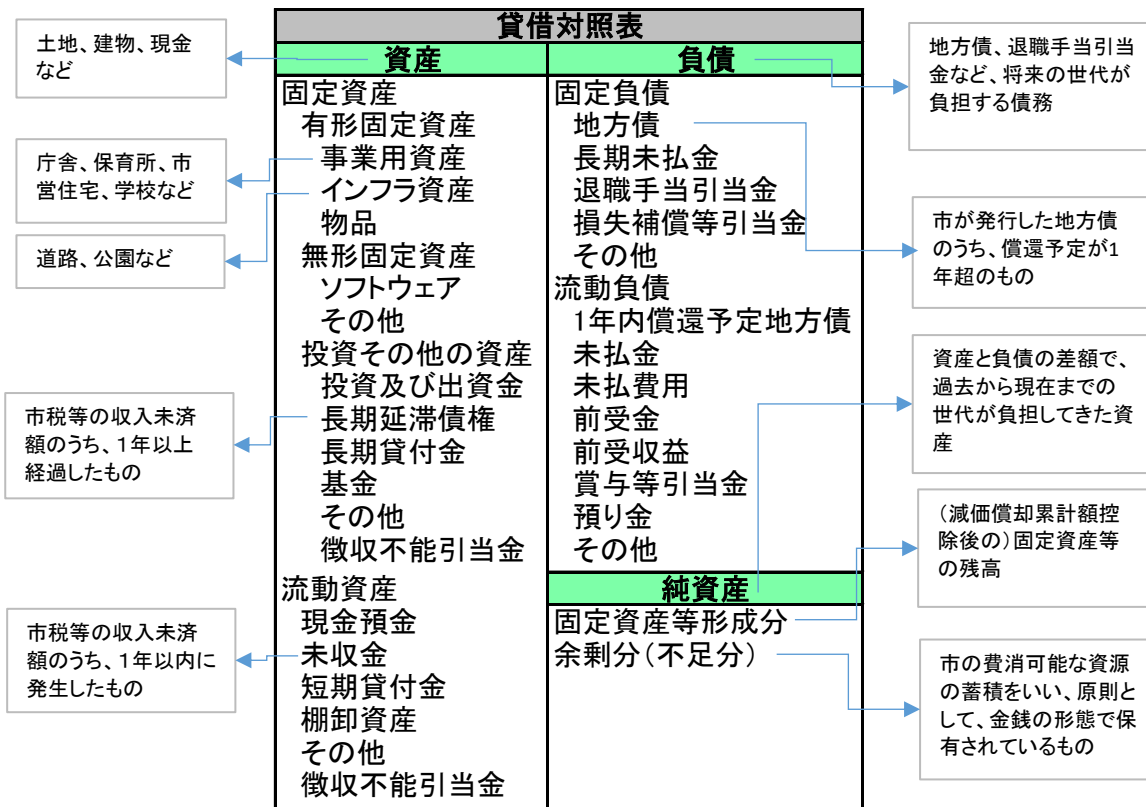 貸借対照表
資産
固定資産
有形固定資産
事業用資産
インフラ資産
物品
無形固定資産
ソフトウェア
その他
投資その他の資産
投資及び出資金
長期延滞債権
長期貸付金
基金
その他
徴収不能引当金
流動資産
現金預金
未収金
短期貸付金
棚卸資産
その他
徴収不能引当金
負債
固定負債
地方債
長期未払金
退職手当引当金
損失補償等引当金
その他
流動負債
1年内償還予定地方債
未払金
未払費用
前受金
前受収益
賞与等引当金
預り金
その他
純資産
固定資産等形成分
余剰分(不足分)
土地、建物、現金
など
庁舎、保育所、市
営住宅、学校など
道路、公園など
市税等の収入未済
額のうち、1年以上
経過したもの
市税等の収入未済
額のうち、1年以内に
発生したもの
地方債、退職手当引当
金など、将来の世代が
負担する債務
市が発行した地方債
のうち、償還予定が1
年超のもの
資産と負債の差額で、
過去から現在までの
世代が負担してきた資
産
(減価償却累計額控
除後の)固定資産等
の残高
市の費消可能な資源
の蓄積をいい、原則と
して、金銭の形態で保
有されているもの